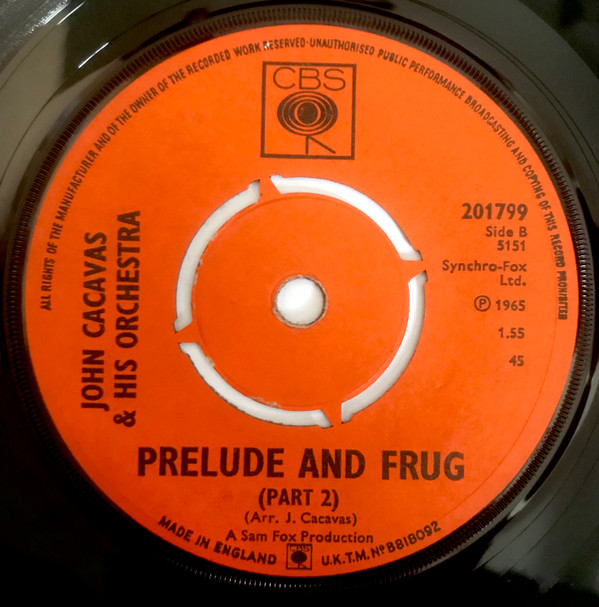 ALL RIGHTS OF THE MANUFACTURER AND OF THE OWNER OF THE RECORDED WORK RESERVED·UNAUTHORISED PUBLIC PERFORMANCE BROADCASTING AND COPYING OF THIS RECORD PROHIBITED
CBS
201799
Side B
5151
Synchro-Fox
Ltd.
Ⓟ 1965
1.55
45
JOHN CACAVAS
& HIS ORCHESTRA
PRELUDE AND FRUG
(PART 2)
(Arr. J. Cacavas)
A Sam Fox Production
MADE IN ENGLAND CBS U.K.T.M. Nº B818092